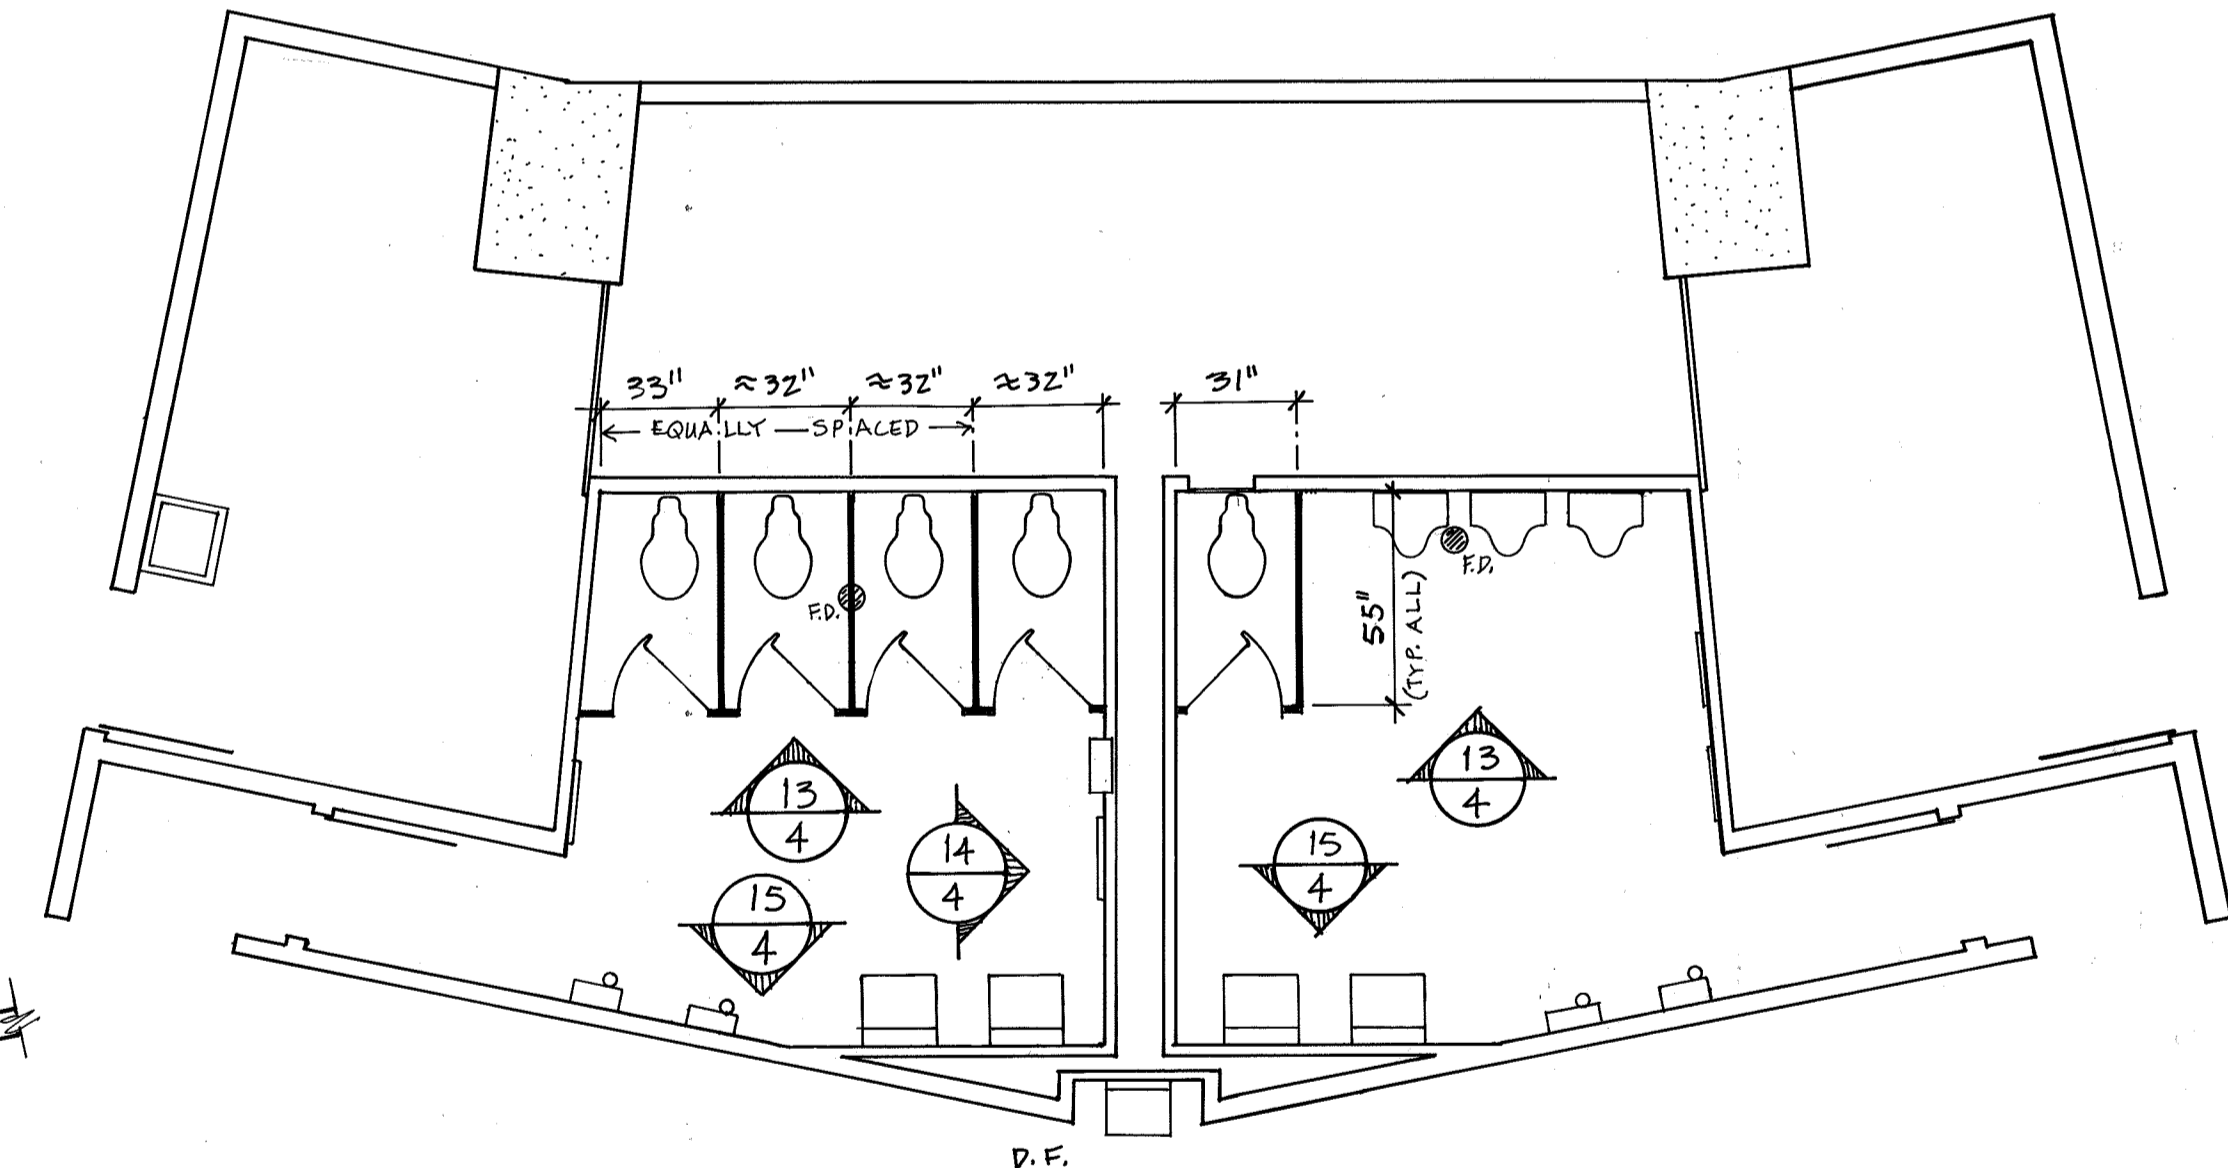 33" ≈32" ≈32" ≈32" 31"
EQUALLY SPACED
F.D.
F.D.
55"
(TYP. ALL)
13
4
13
4
14
4
15
4
15
4
D.F.